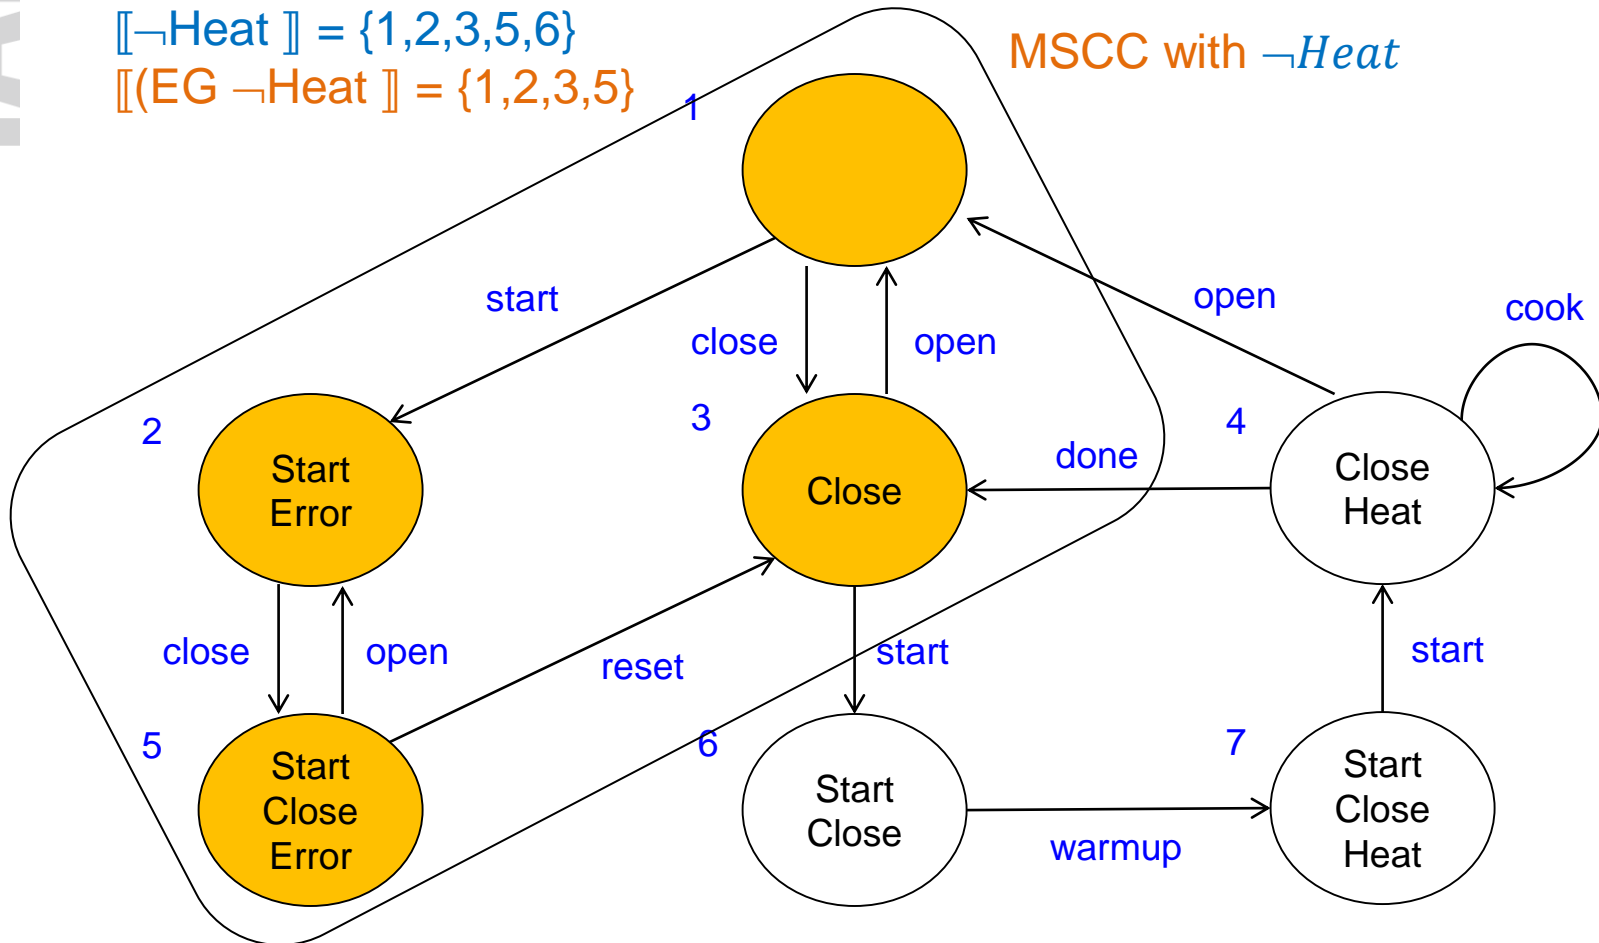 ⟦¬Heat ⟧ = {1,2,3,5,6}
⟦(EG ¬Heat ⟧ = {1,2,3,5}
MSCC with ¬Heat
1
start
close
open
open
cook
2
Start
Error
3
Close
done
4
Close
Heat
close
open
reset
start
start
5
Start
Close
Error
6
Start
Close
warmup
7
Start
Close
Heat